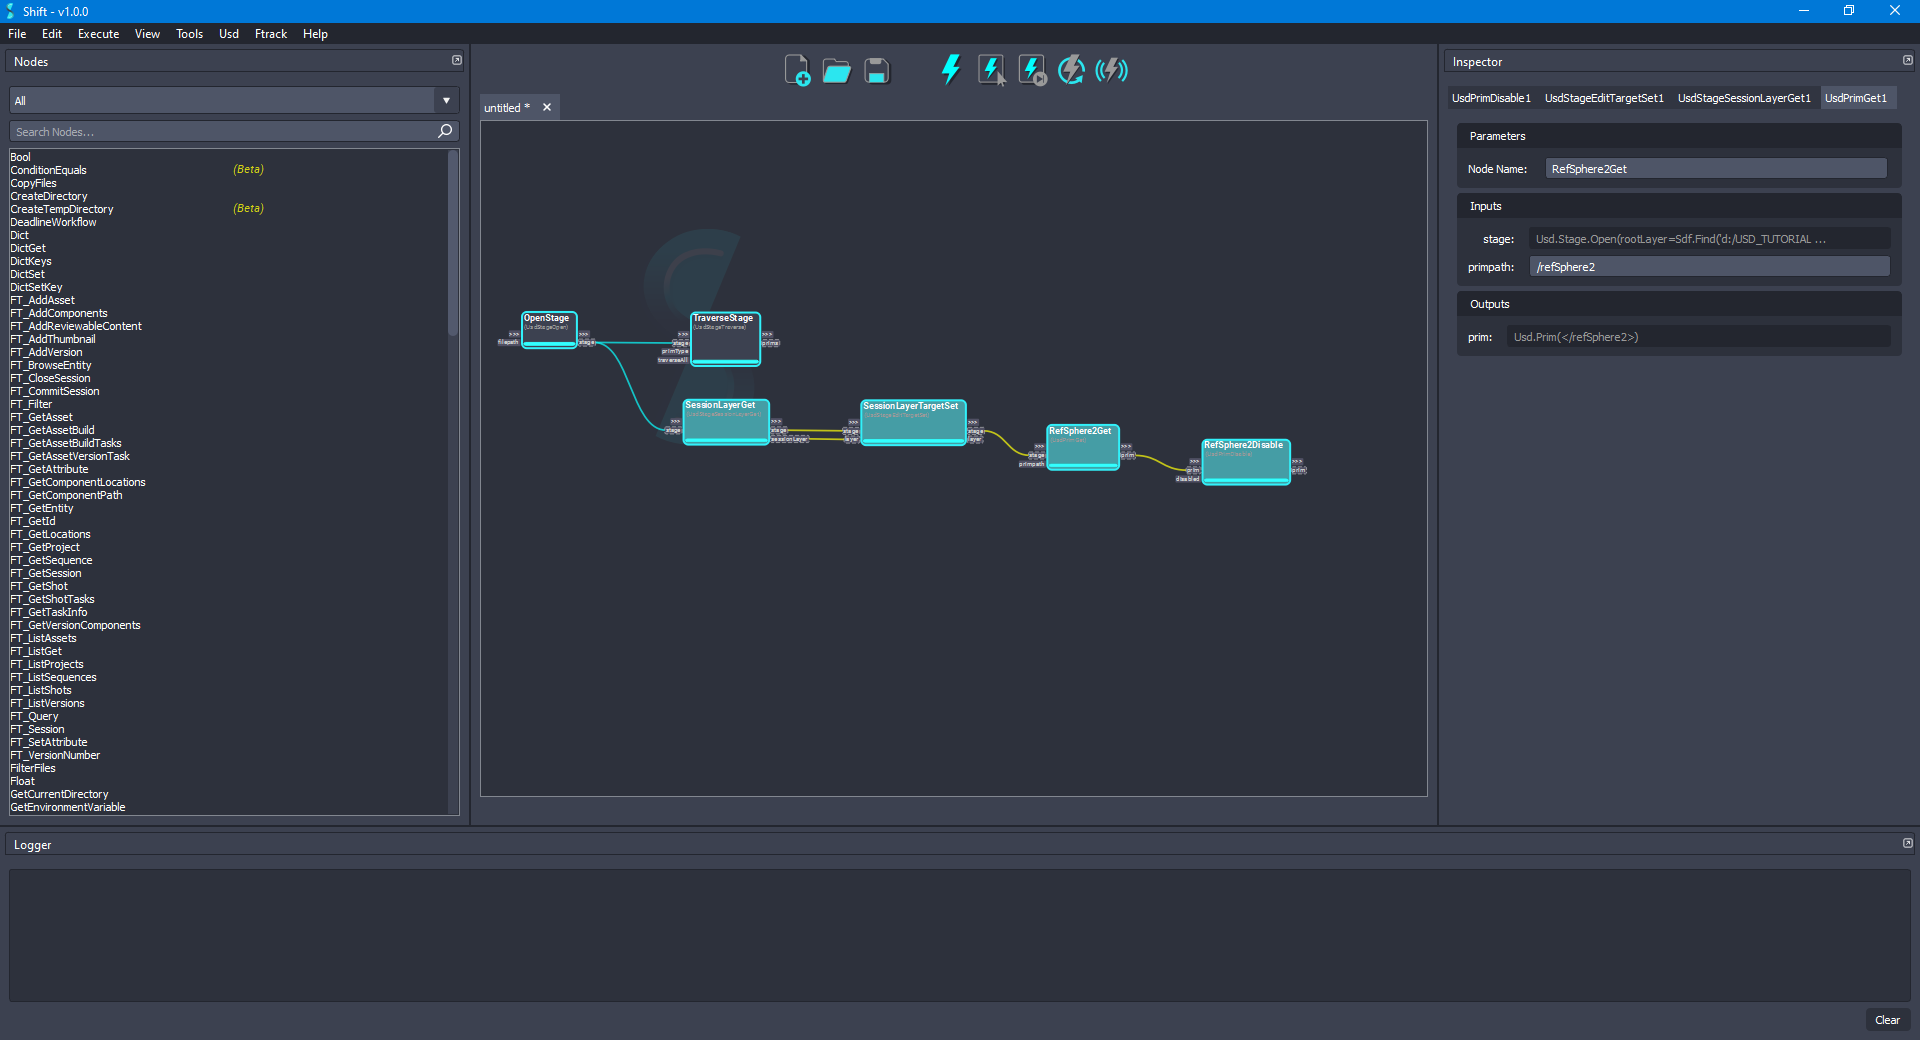 Shift - v1.0.0
File Edit Execute View Tools Usd Ftrack Help
Nodes
All
Search Nodes...
Bool
ConditionEquals (Beta)
CopyFiles
CreateDirectory
CreateTempDirectory (Beta)
DeadlineWorkflow
Dict
DictGet
DictKeys
DictSet
DictSetKey
FT_AddAsset
FT_AddComponents
FT_AddReviewableContent
FT_AddThumbnail
FT_AddVersion
FT_BrowseEntity
FT_CloseSession
FT_CommitSession
FT_Filter
FT_GetAsset
FT_GetAssetBuild
FT_GetAssetBuildTasks
FT_GetAssetVersionTask
FT_GetAttribute
FT_GetComponentLocations
FT_GetComponentPath
FT_GetEntity
FT_GetId
FT_GetLocations
FT_GetProject
FT_GetSequence
FT_GetSession
FT_GetShot
FT_GetShotTasks
FT_GetTaskInfo
FT_GetVersionComponents
FT_ListAssets
FT_ListGet
FT_ListProjects
FT_ListSequences
FT_ListShots
FT_ListVersions
FT_Query
FT_Session
FT_SetAttribute
FT_VersionNumber
FilterFiles
Float
GetCurrentDirectory
GetEnvironmentVariable
untitled *
OpenStage
(UsdStageOpen)
>>> >>>
filepath stage
TraverseStage
(UsdStageTraverse)
>>> >>>
stage prims
primType
traverseAll
SessionLayerGet
(UsdStageSessionLayerGet)
>>> >>>
stage stage
sessionLayer
SessionLayerTargetSet
>>> >>>
stage stage
layer layer
RefSphere2Get
(UsdPrimGet)
>>> >>>
stage prim
primpath
RefSphere2Disable
(UsdPrimDisable)
>>> >>>
prim prim
disabled
Inspector
UsdPrimDisable1 UsdStageEditTargetSet1 UsdStageSessionLayerGet1 UsdPrimGet1
Parameters
Node Name: RefSphere2Get
Inputs
stage: Usd.Stage.Open(rootLayer=Sdf.Find('d:/USD_TUTORIAL ...
primpath: /refSphere2
Outputs
prim: Usd.Prim(</refSphere2>)
Logger
Clear